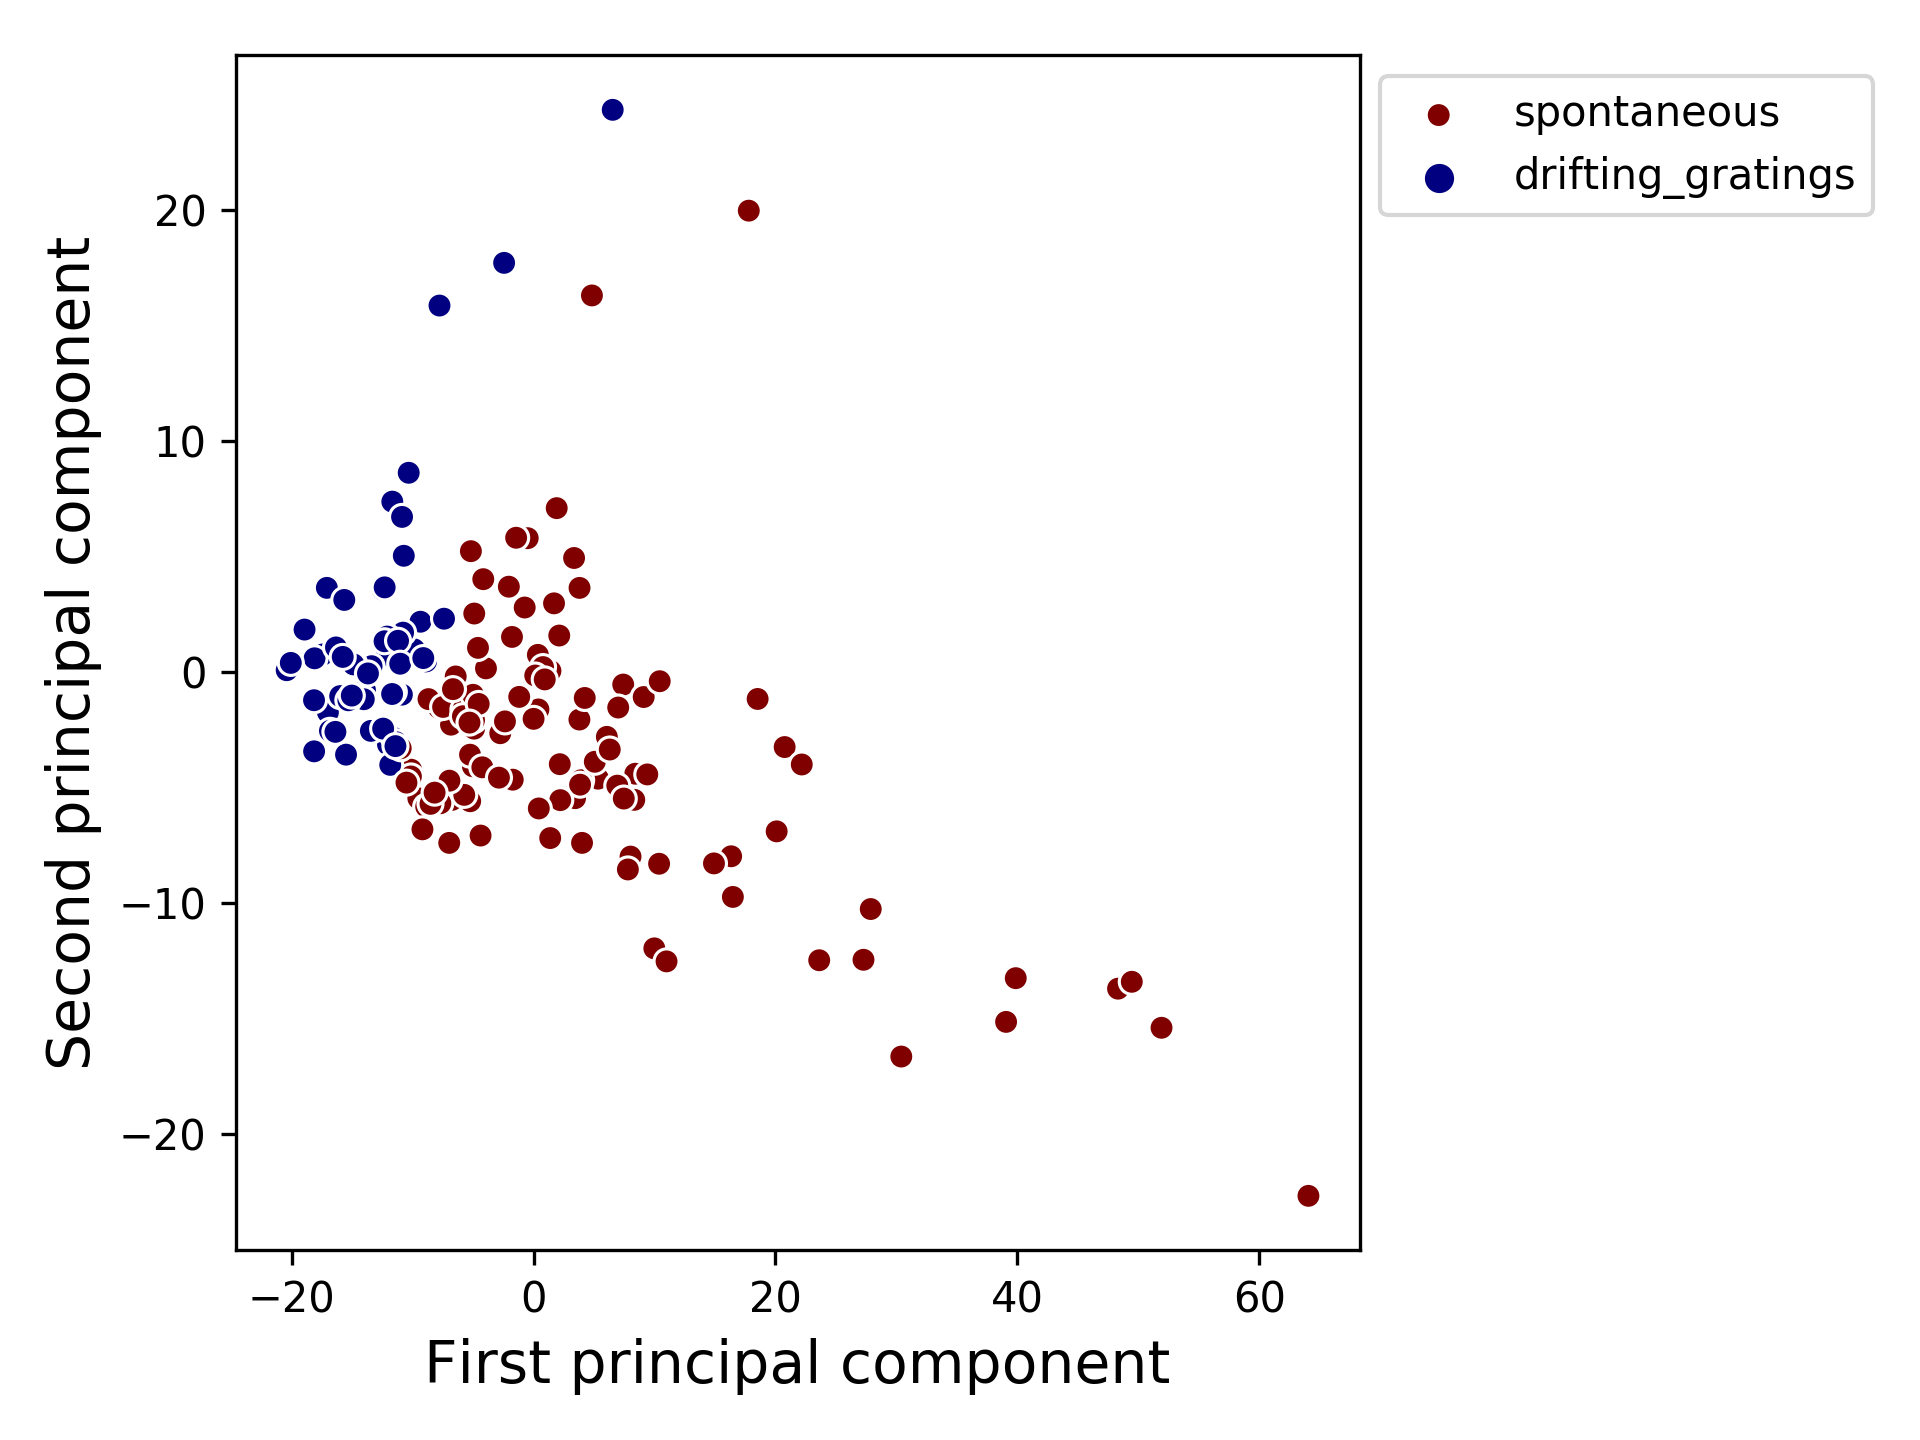 spontaneous
drifting_gratings
20
10
0
−10
−20
Second principal component
−20 0 20 40 60
First principal component